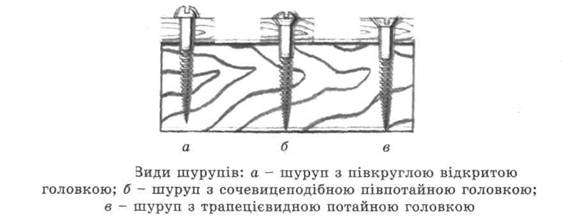 а б в
Види шурупів: а – шуруп з півкруглою відкритою
головкою; б – шуруп з сочевицеподібною півпотайною головкою;
в – шуруп з трапецієвидною потайною головкою